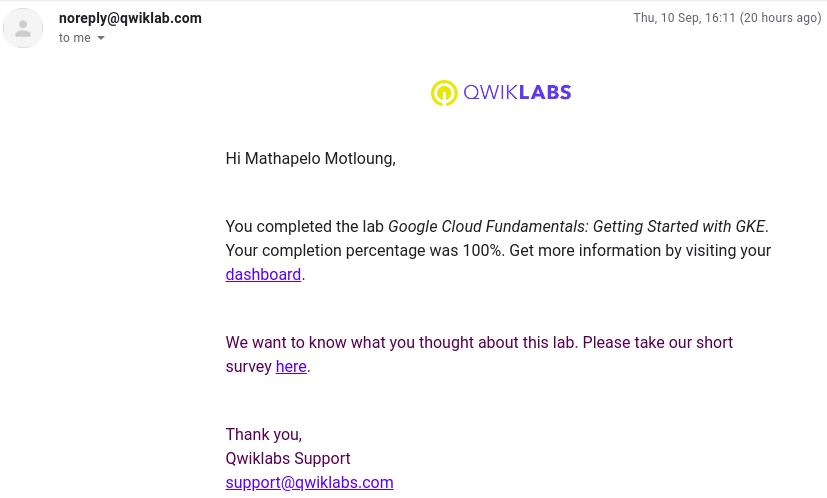 noreply@qwiklab.com
Thu, 10 Sep, 16:11 (20 hours ago)
to me
QWIKLABS
Hi Mathapelo Motloung,
You completed the lab Google Cloud Fundamentals: Getting Started with GKE.
Your completion percentage was 100%. Get more information by visiting your
dashboard.
We want to know what you thought about this lab. Please take our short
survey here.
Thank you,
Qwiklabs Support
support@qwiklabs.com